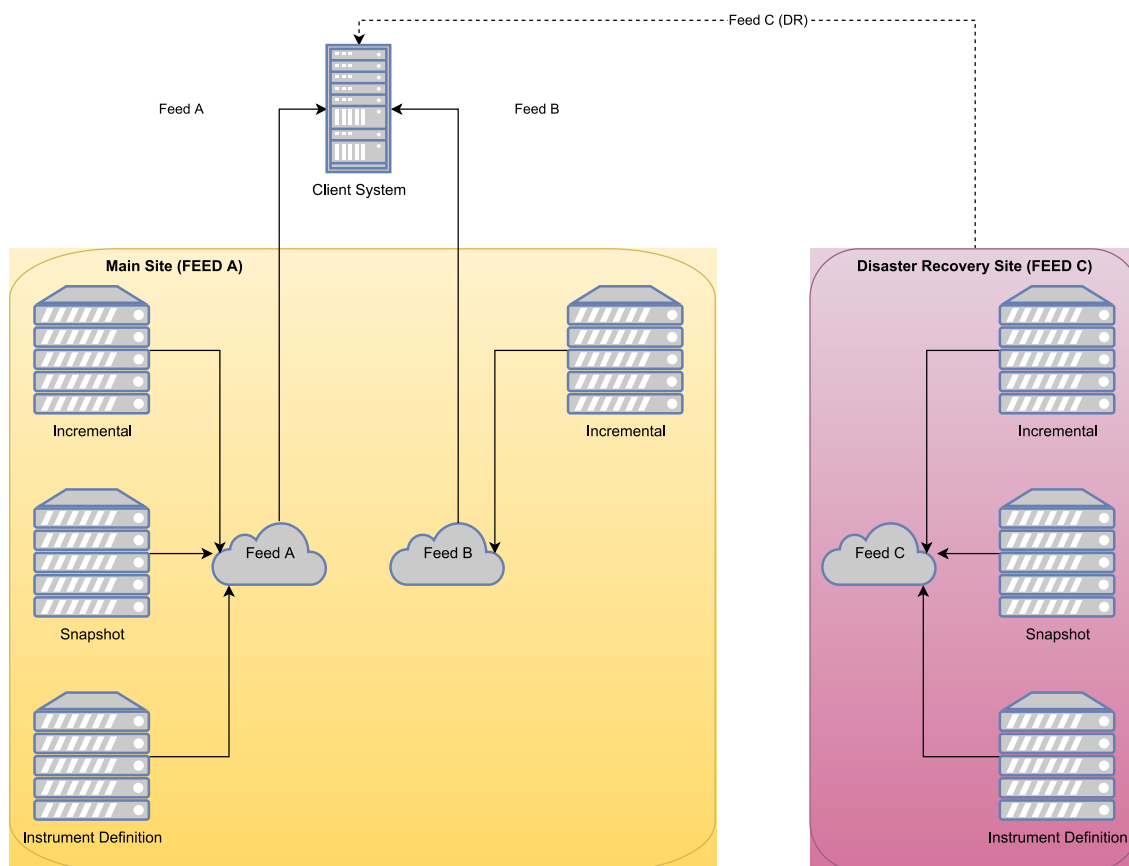 Feed C (DR)
Feed A
Feed B
Client System
Main Site (FEED A)
Disaster Recovery Site (FEED C)
Incremental
Incremental
Incremental
Feed A
Feed B
Feed C
Snapshot
Snapshot
Instrument Definition
Instrument Definition